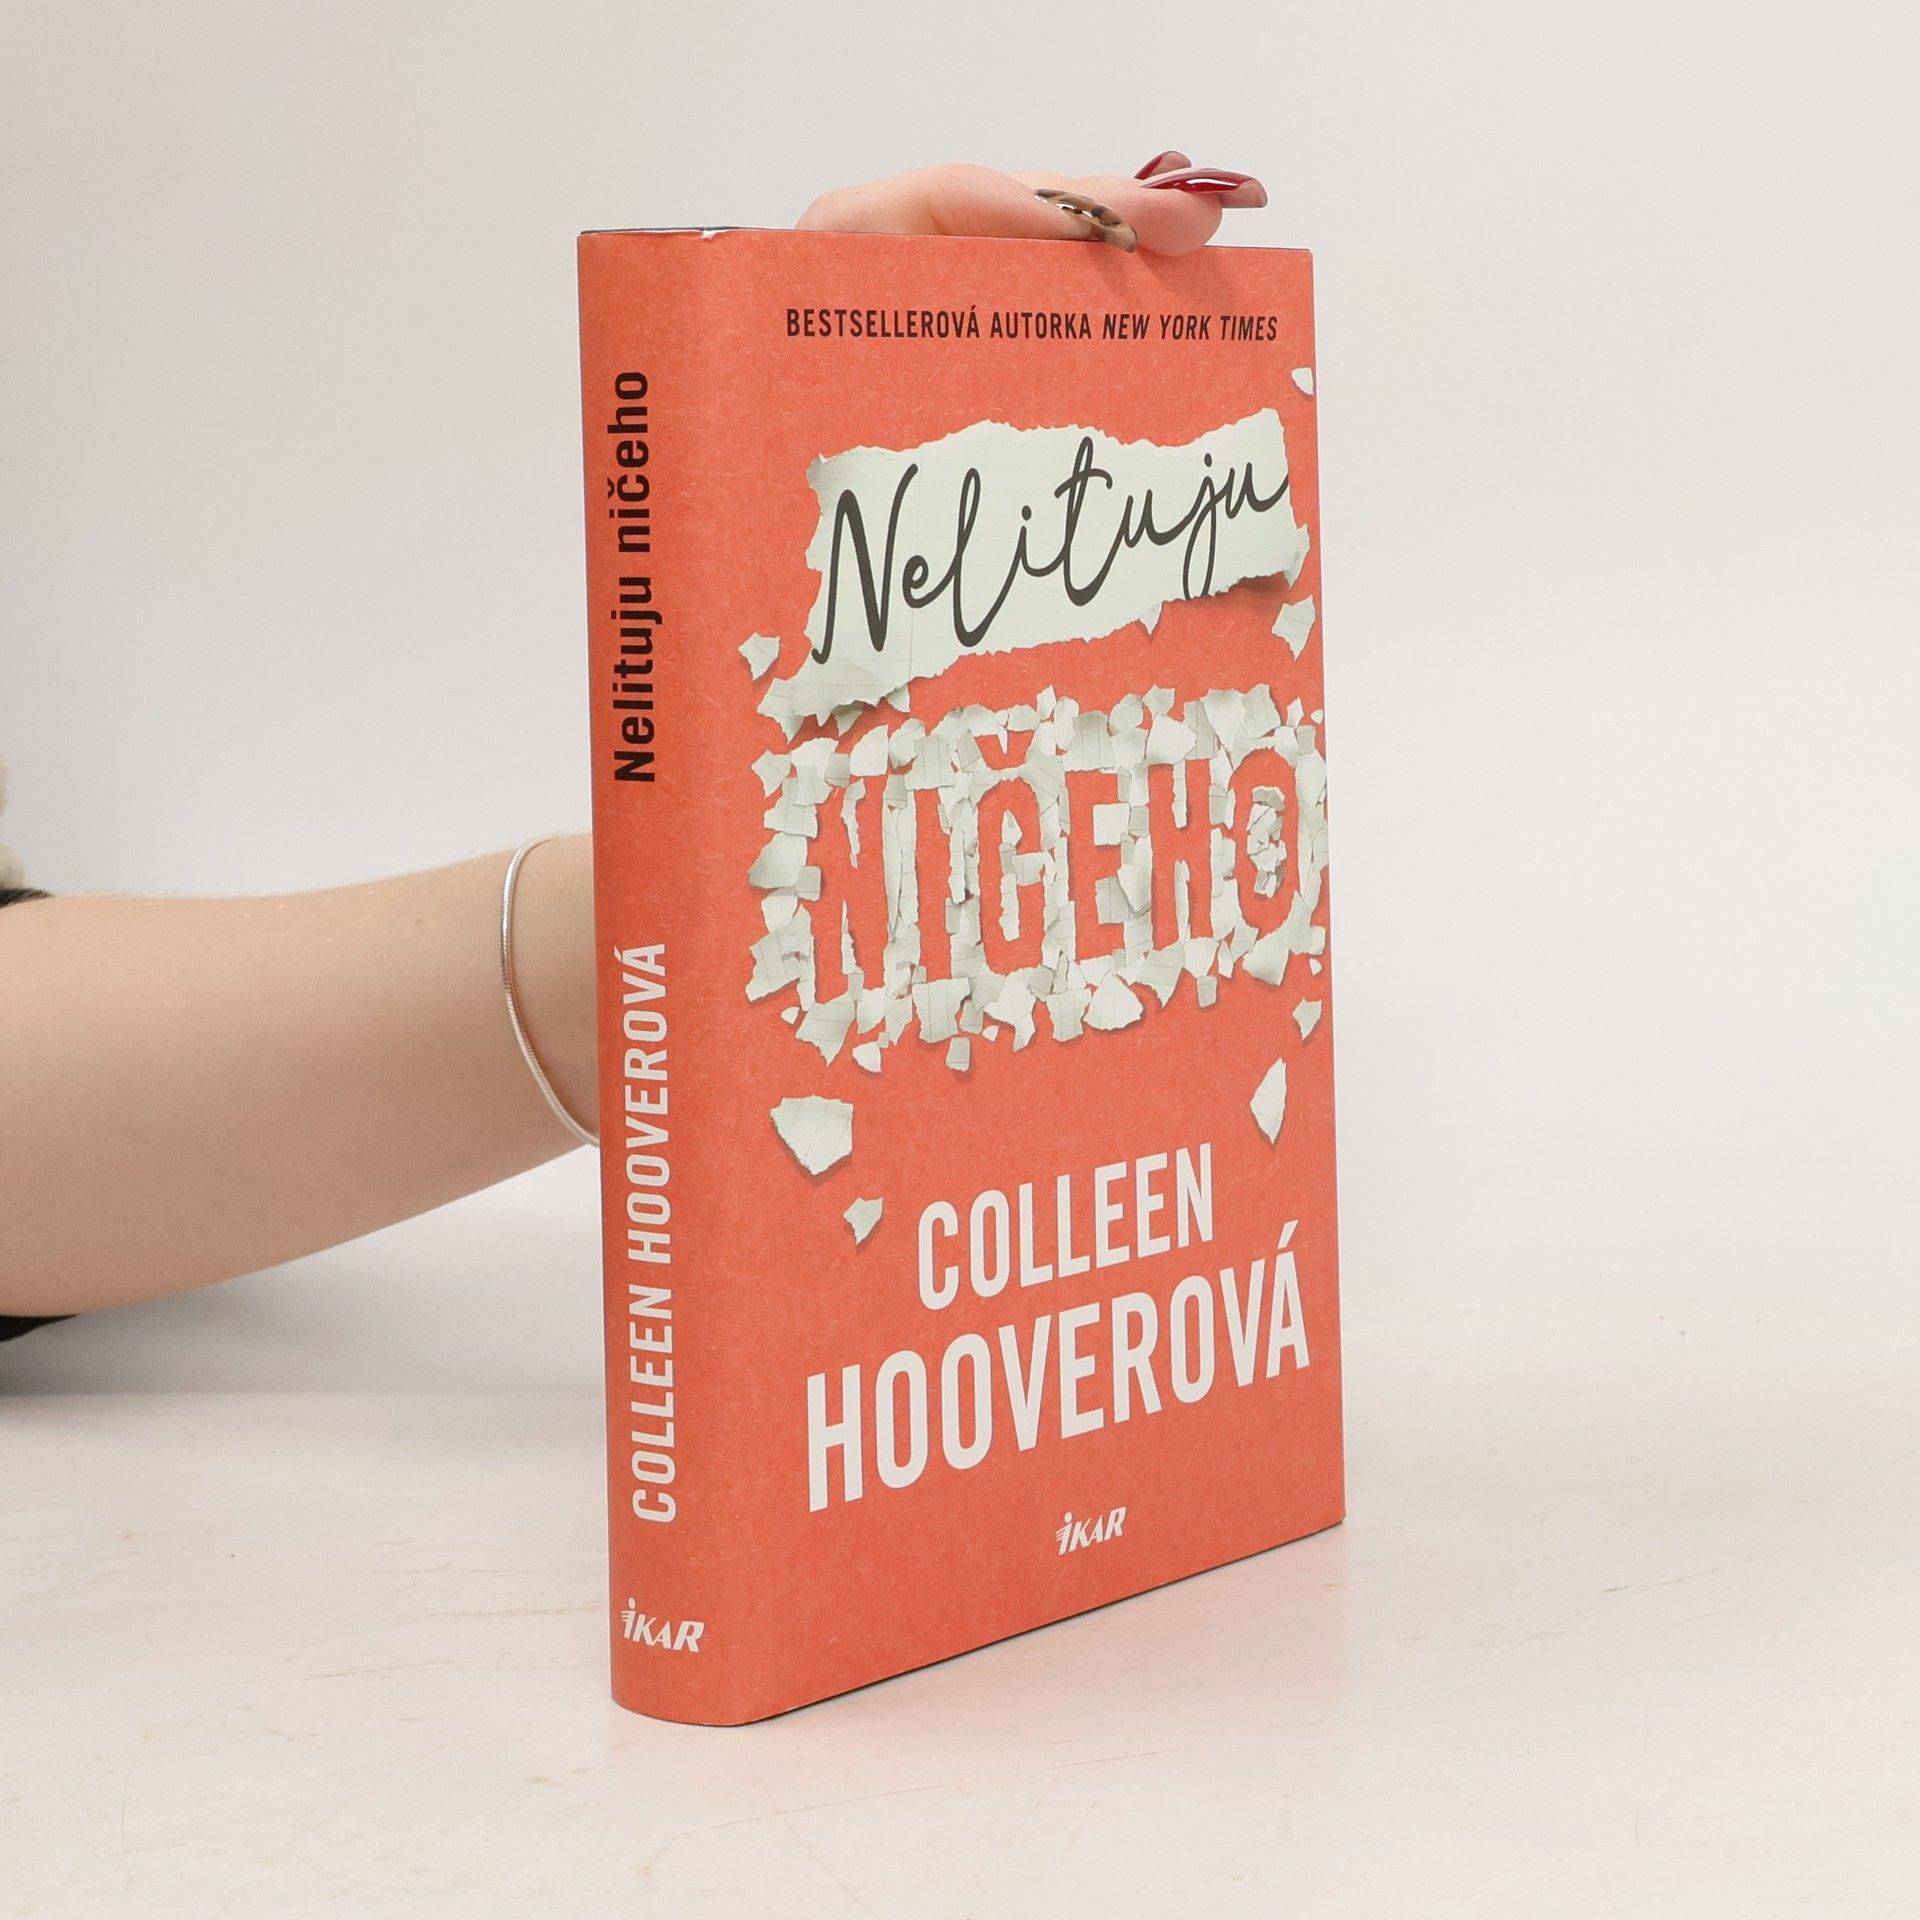 Nelituju ničeho
COLLEEN HOOVEROVÁ
iKAR
BESTSELLEROVÁ AUTORKA NEW YORK TIMES
Nelituju
NIČEHO
COLLEEN
HOOVEROVÁ
iKAR